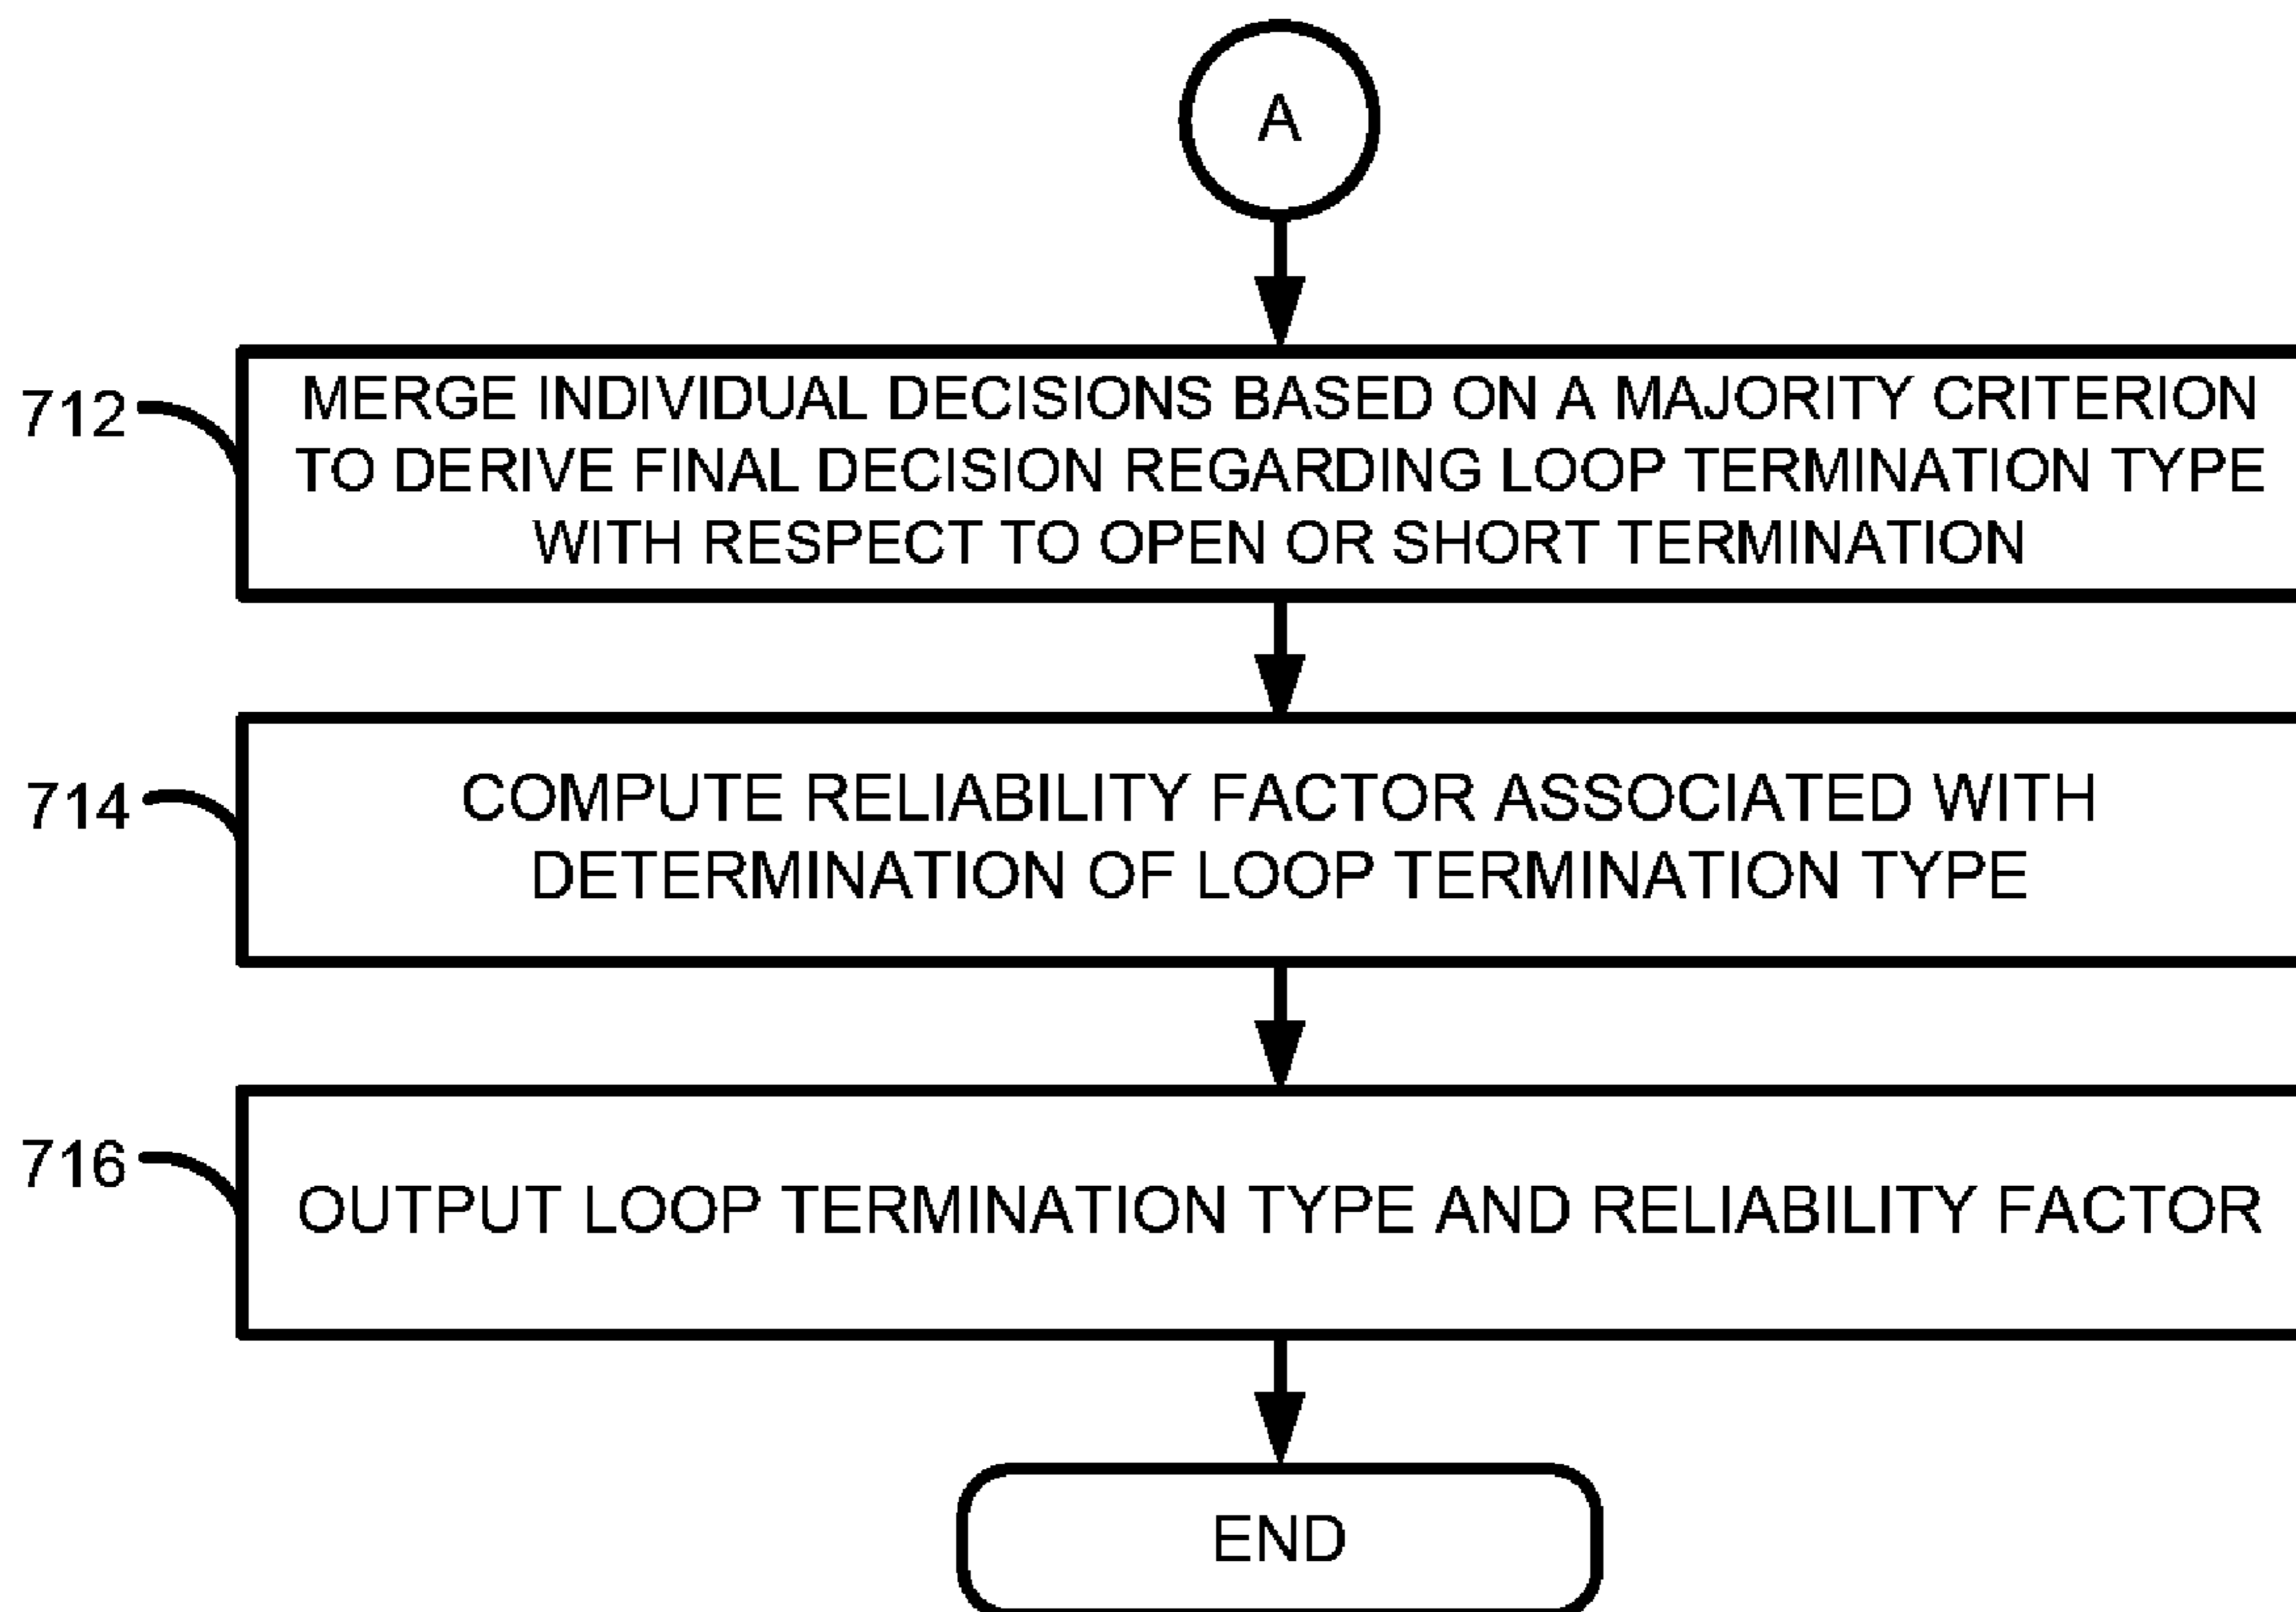 A
712
MERGE INDIVIDUAL DECISIONS BASED ON A MAJORITY CRITERION
TO DERIVE FINAL DECISION REGARDING LOOP TERMINATION TYPE
WITH RESPECT TO OPEN OR SHORT TERMINATION
714
COMPUTE RELIABILITY FACTOR ASSOCIATED WITH
DETERMINATION OF LOOP TERMINATION TYPE
716
OUTPUT LOOP TERMINATION TYPE AND RELIABILITY FACTOR
END